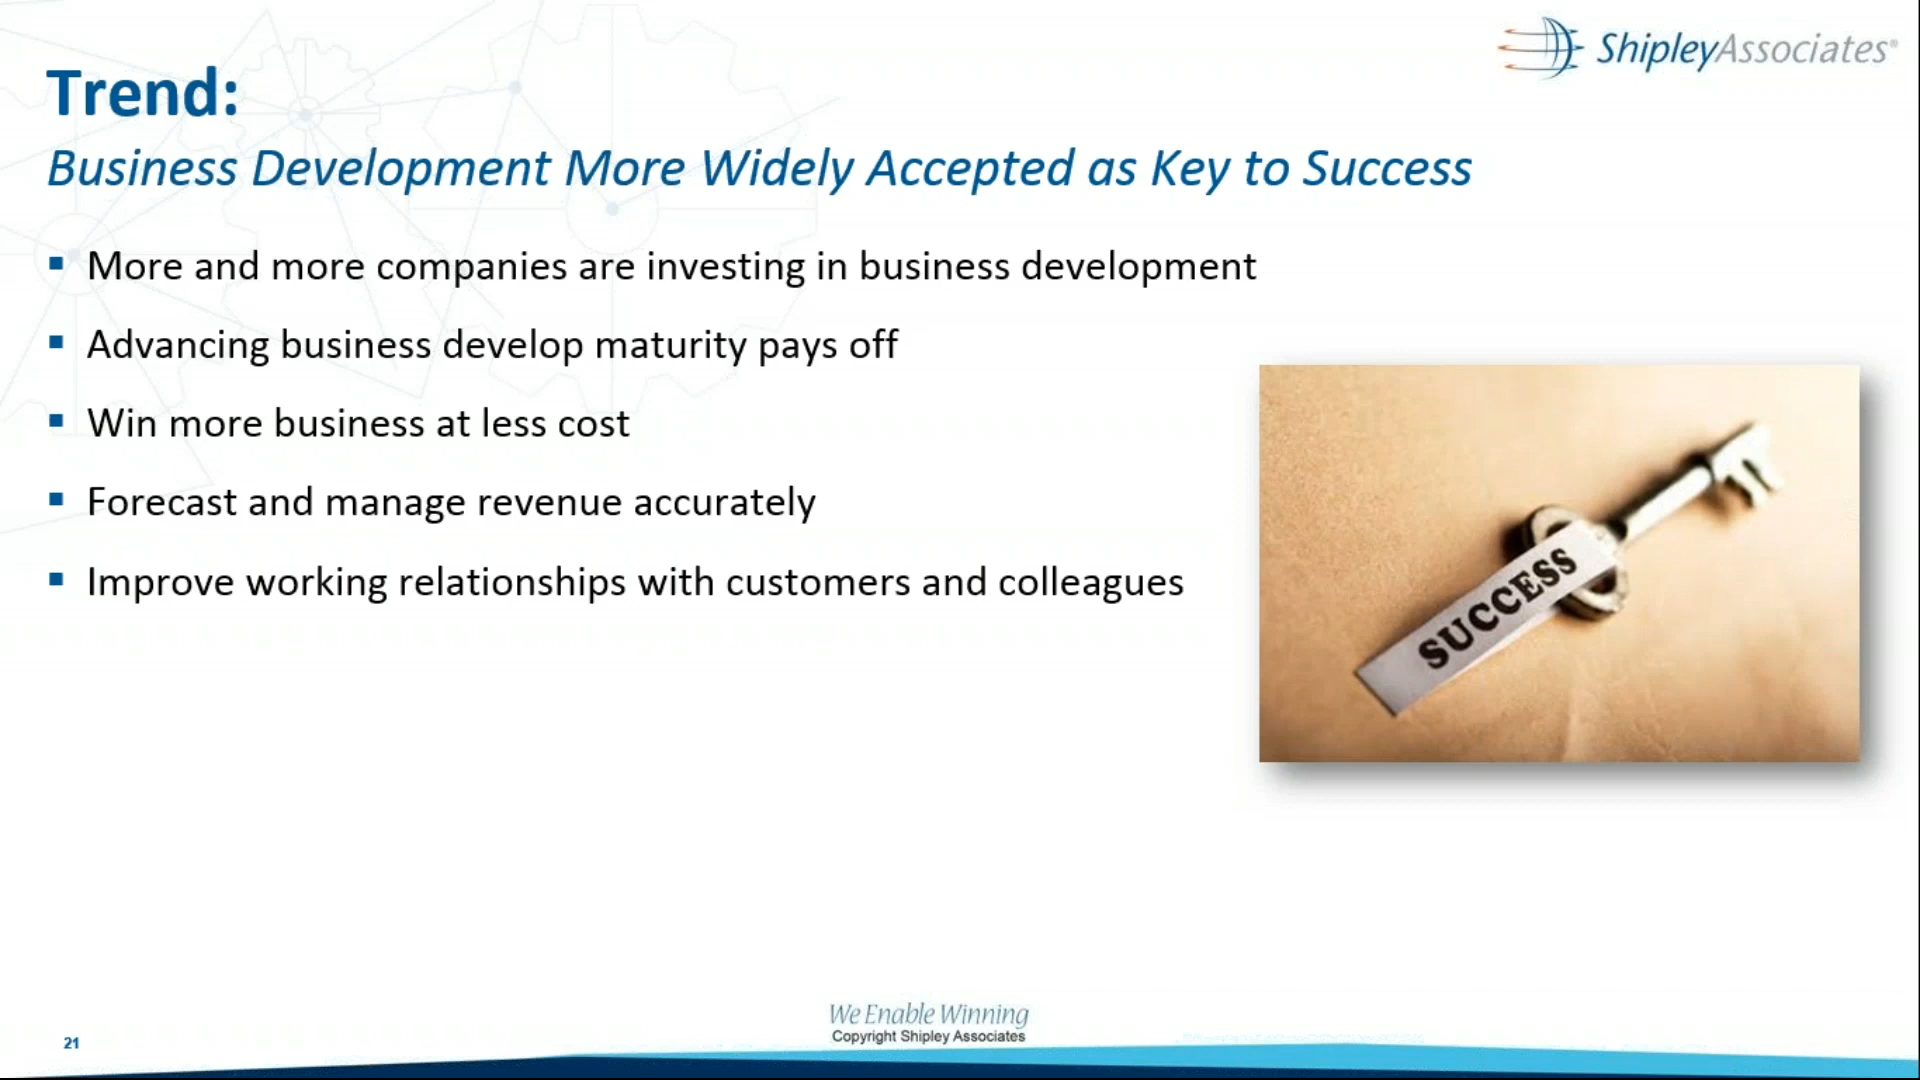 ShipleyAssociates®
Trend:
Business Development More Widely Accepted as Key to Success
▪ More and more companies are investing in business development
▪ Advancing business develop maturity pays off
▪ Win more business at less cost
▪ Forecast and manage revenue accurately
▪ Improve working relationships with customers and colleagues
SUCCESS
We Enable Winning
Copyright Shipley Associates
21